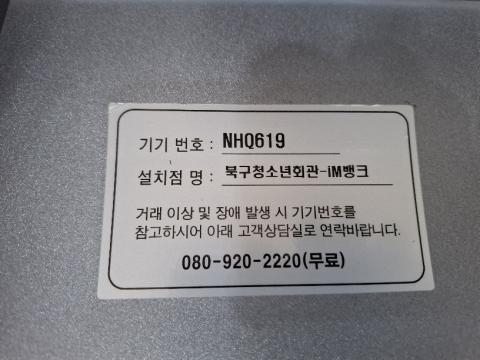 기기 번호 : NHQ619
설치점 명 : 북구청소년회관-iM뱅크
거래 이상 및 장애 발생 시 기기번호를
참고하시어 아래 고객상담실로 연락바랍니다.
080-920-2220(무료)